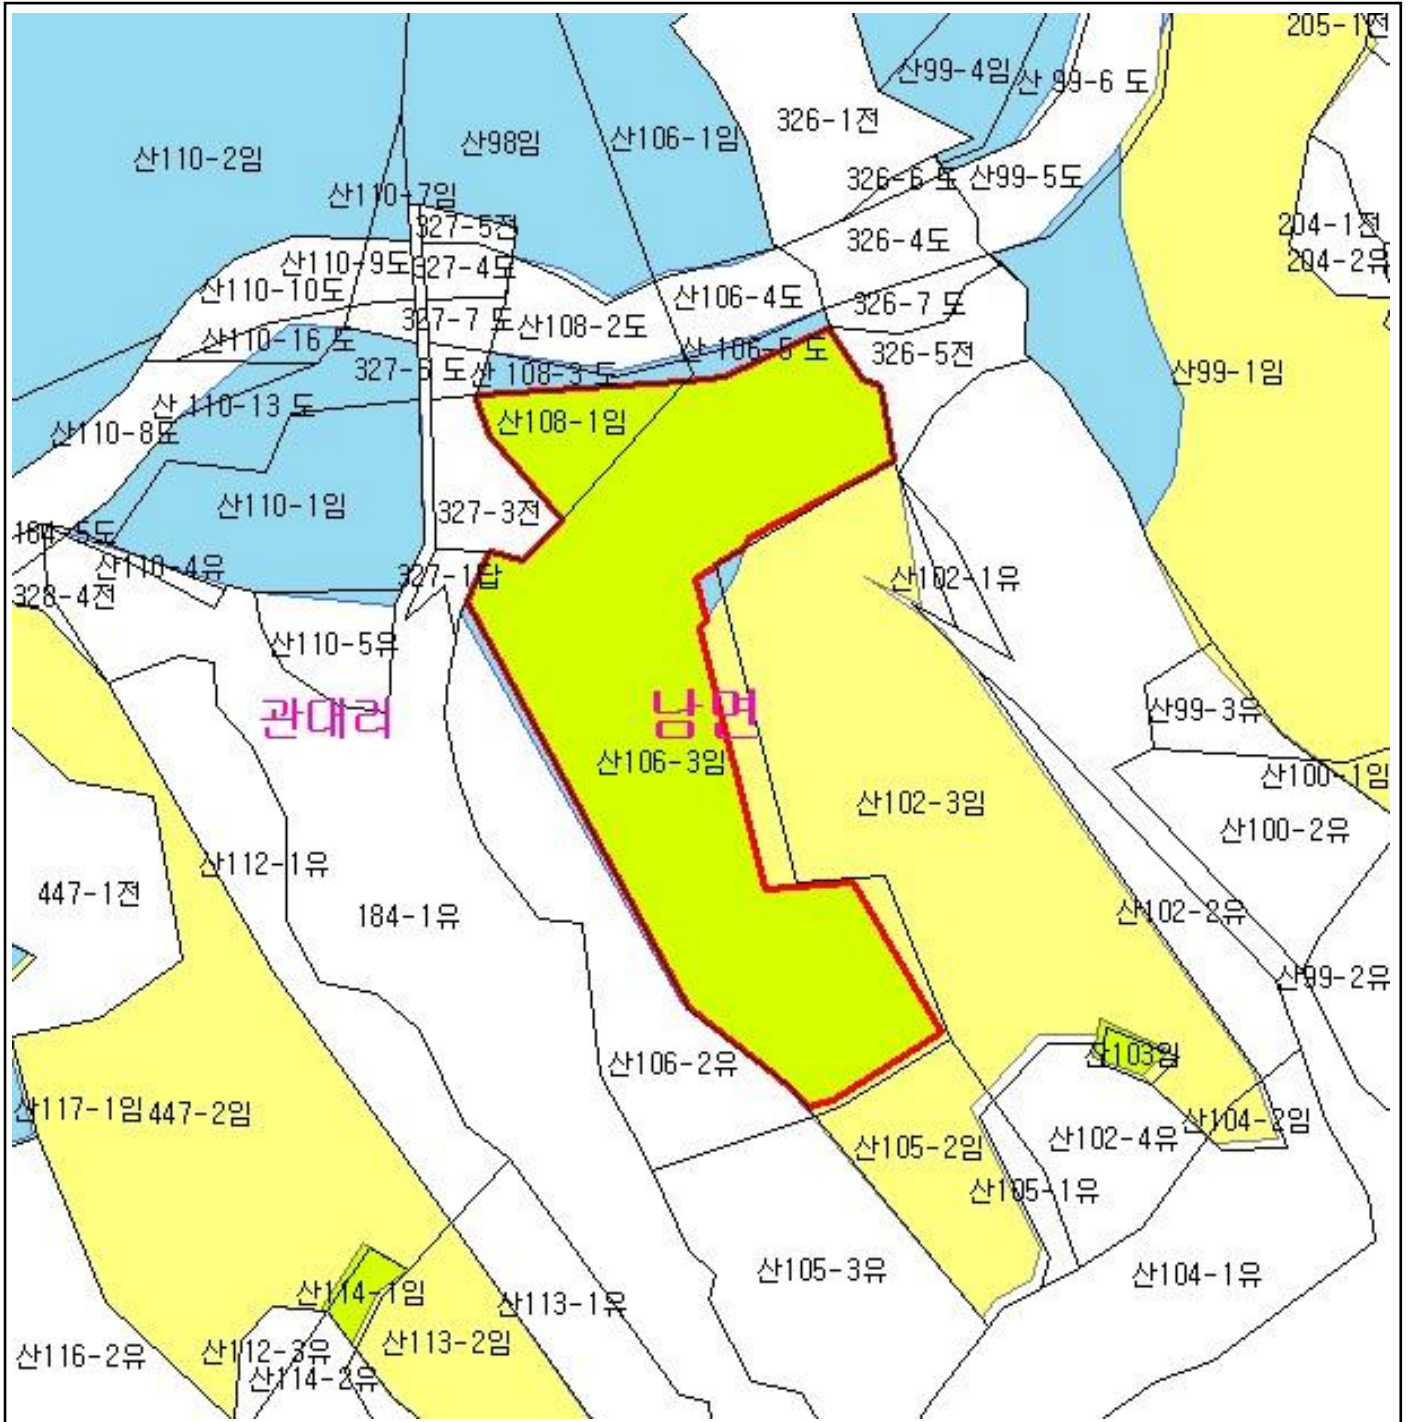 205-1전
산99-4임
산 99-6 도
326-1전
산106-1임
산98임
산110-2임
326-6 도
산99-5도
산110-7임
327-5전
204-1전
326-4도
204-2유
산110-9도
327-4도
산110-10도
산106-4도
326-7 도
327-7 도
산108-2도
산110-16 도
산 106-5 도
326-5전
327-6 도
산 108-3 도
산99-1임
산 110-13 도
산108-1임
산110-8도
산110-1임
327-3전
184-5도
산110-4유
327-1답
산102-1유
328-4전
산110-5유
산99-3유
관대리
남면
산106-3임
산100-1임
산102-3임
산100-2유
산112-1유
447-1전
184-1유
산102-2유
산99-2유
산103임
산106-2유
산117-1임
447-2임
산104-2임
산102-4유
산105-2임
산105-1유
산105-3유
산104-1유
산114-1임
산113-1유
산113-2임
산116-2유
산112-3유
산114-2유